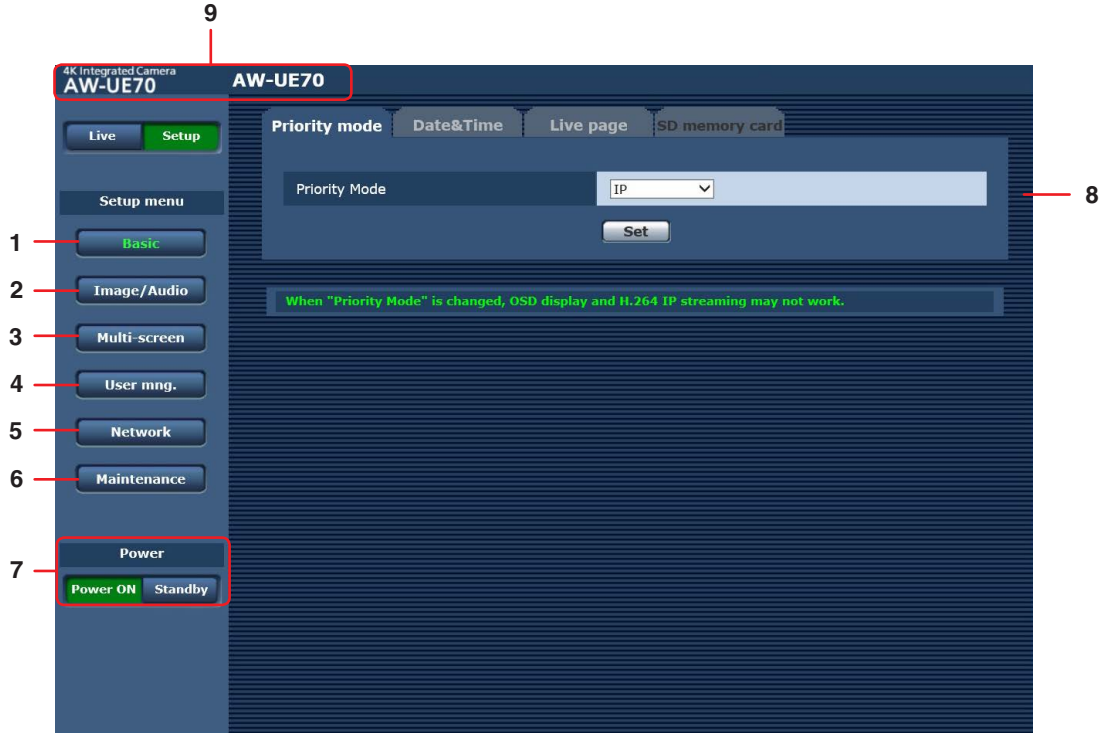 9
4K Integrated Camera
AW-UE70
AW-UE70
Live Setup
Priority mode Date&Time Live page SD memory card
Priority Mode IP
8
Set
When "Priority Mode" is changed, OSD display and H.264 IP streaming may not work.
Setup menu
1 Basic
2 Image/Audio
3 Multi-screen
4 User mng.
5 Network
6 Maintenance
Power
7
Power ON Standby